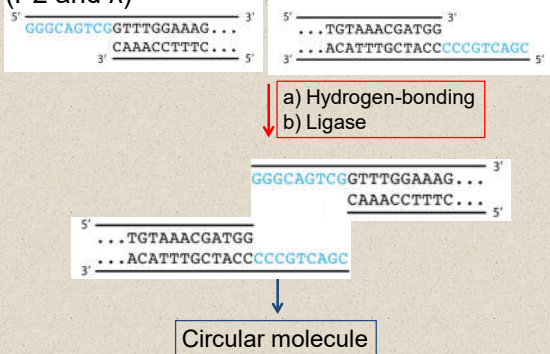 (P2 and λ)
5' 3'
GGGCAGTCGGTTTGGAAAG...
CAAACCTTTC...
3' 5'
5' 3'
...TGTAAACGATGG
...ACATTTGCTACCCCCGTCAGC
3' 5'
a) Hydrogen-bonding
b) Ligase
3'
GGGCAGTCGGTTTGGAAAG...
CAAACCTTTC...
5'
5'
...TGTAAACGATGG
...ACATTTGCTACCCCCGTCAGC
3'
Circular molecule